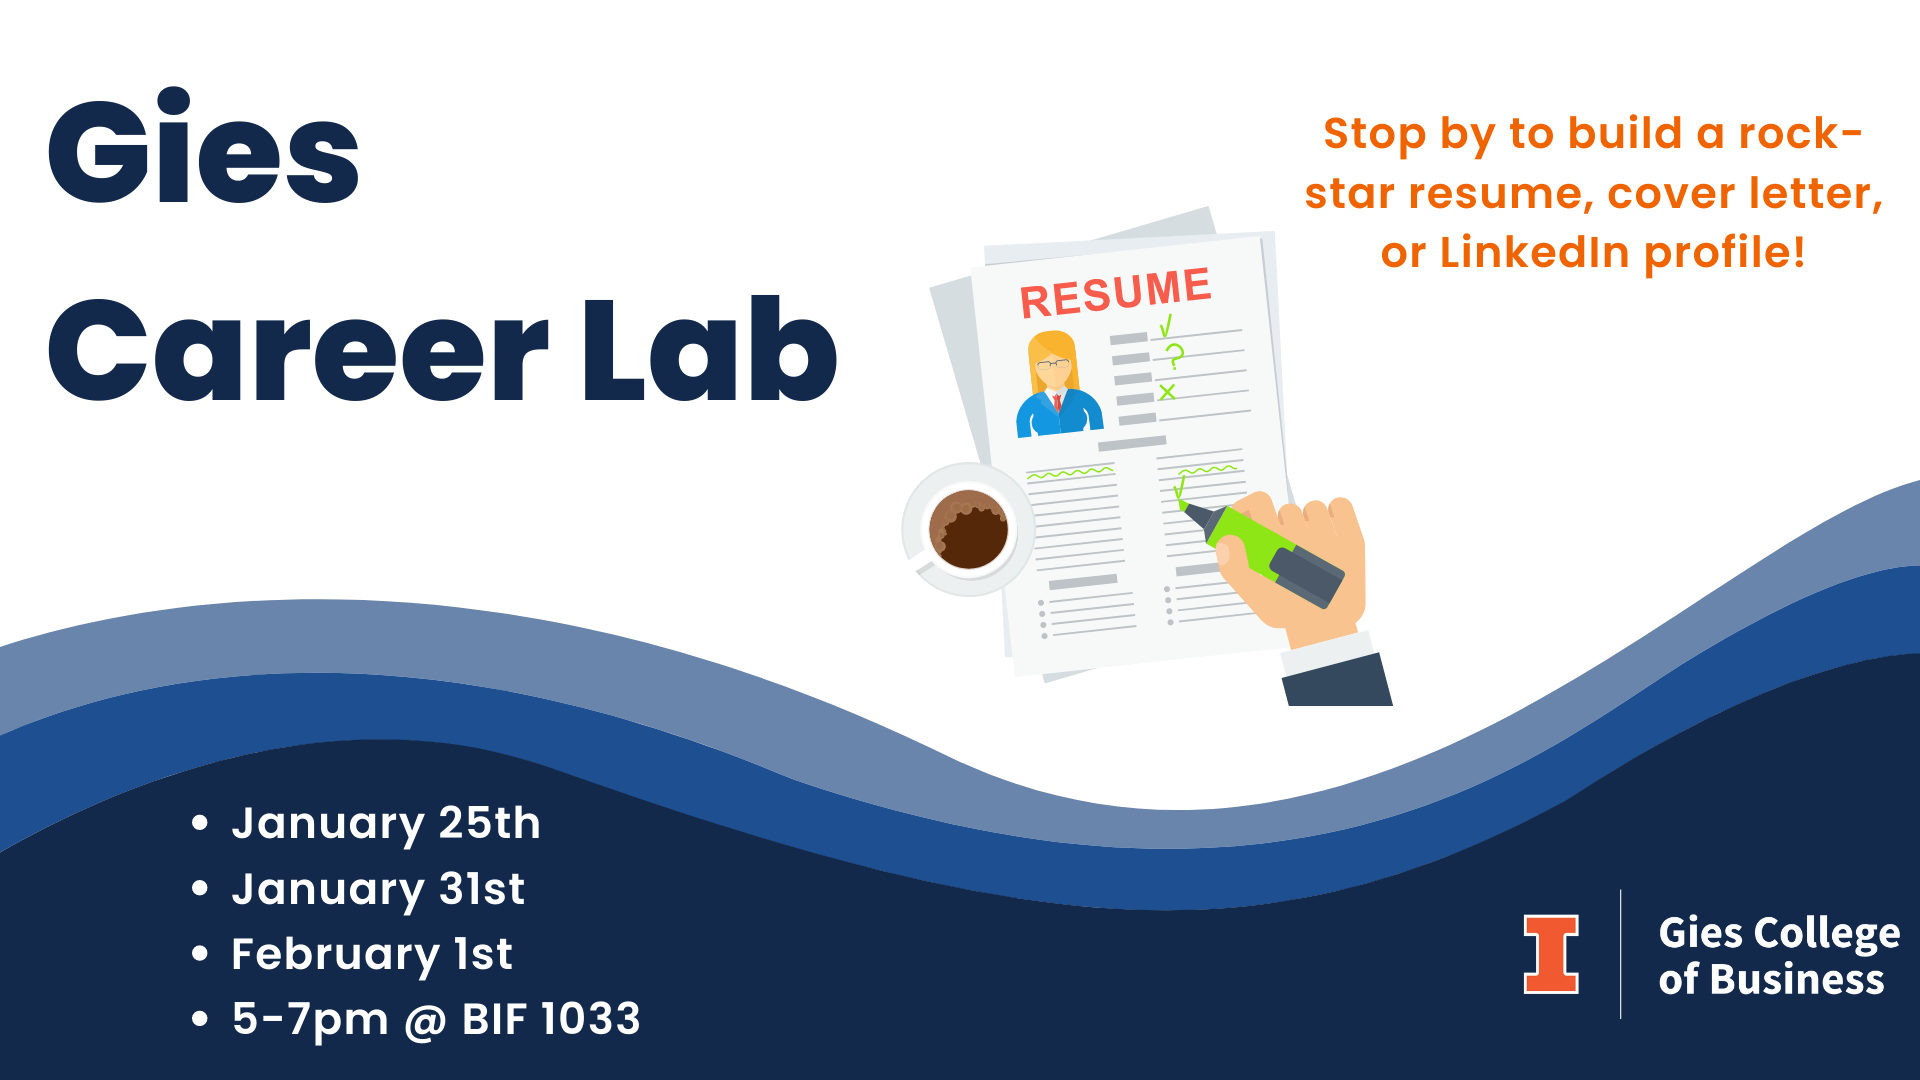 Gies
Career Lab
Stop by to build a rock-
star resume, cover letter,
or LinkedIn profile!
RESUME
• January 25th
• January 31st
• February 1st
• 5-7pm @ BIF 1033
I
Gies College
of Business